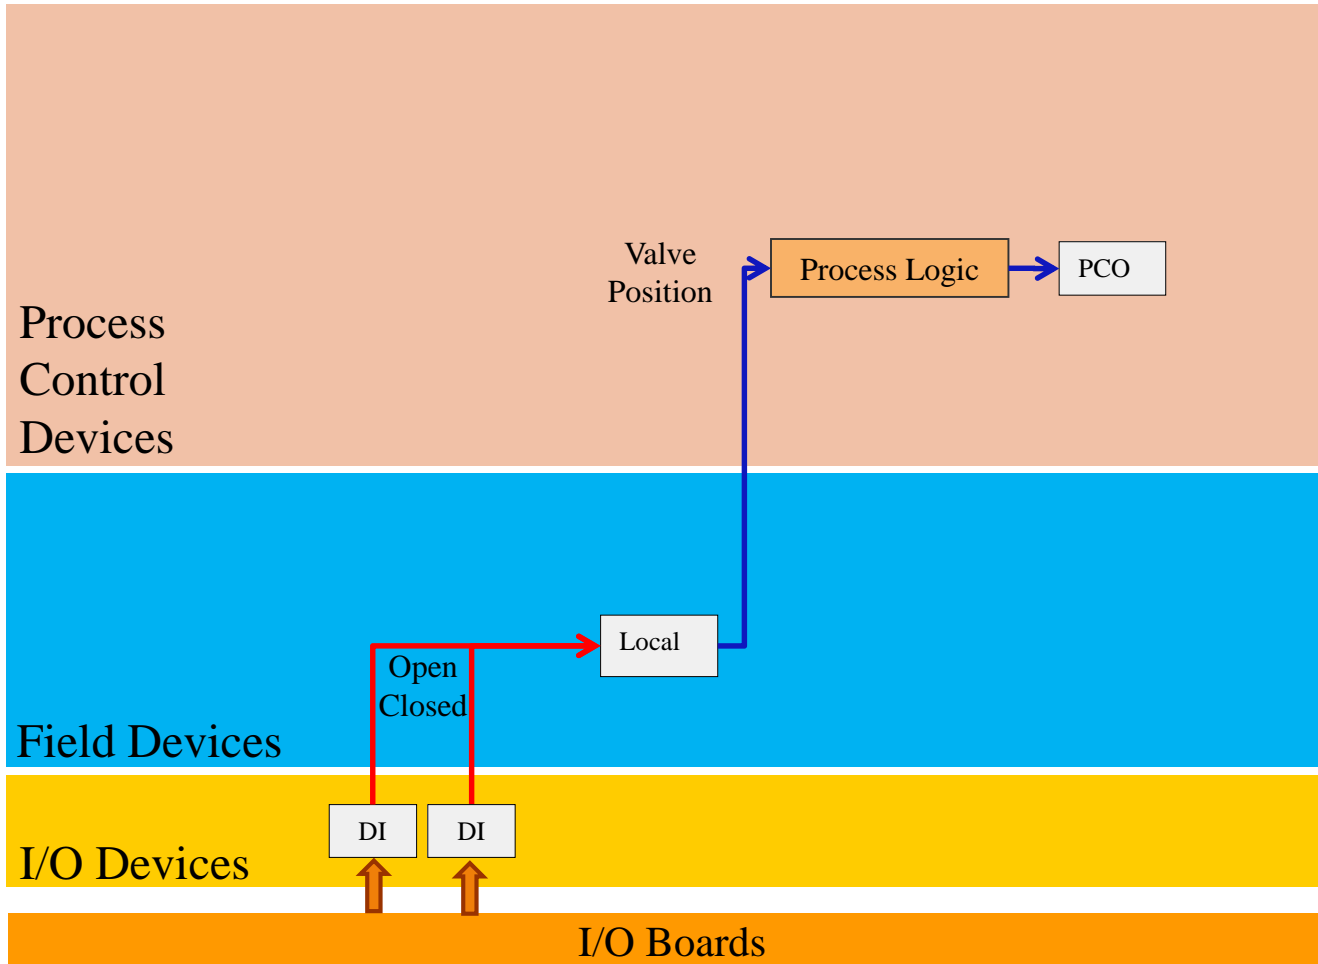 Valve
Position
Process Logic
PCO
Process
Control
Devices
Local
Open
Closed
Field Devices
DI
DI
I/O Devices
I/O Boards